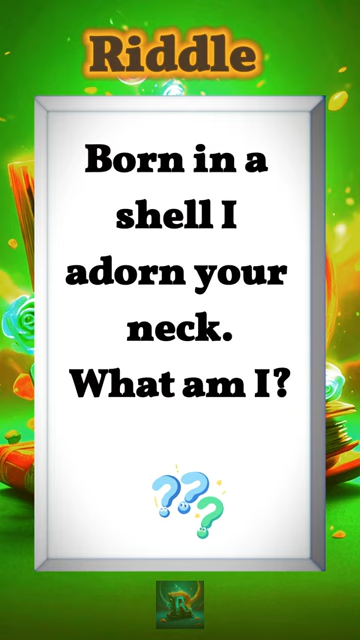 Riddle
Born in a
shell I
adorn your
neck.
What am I?